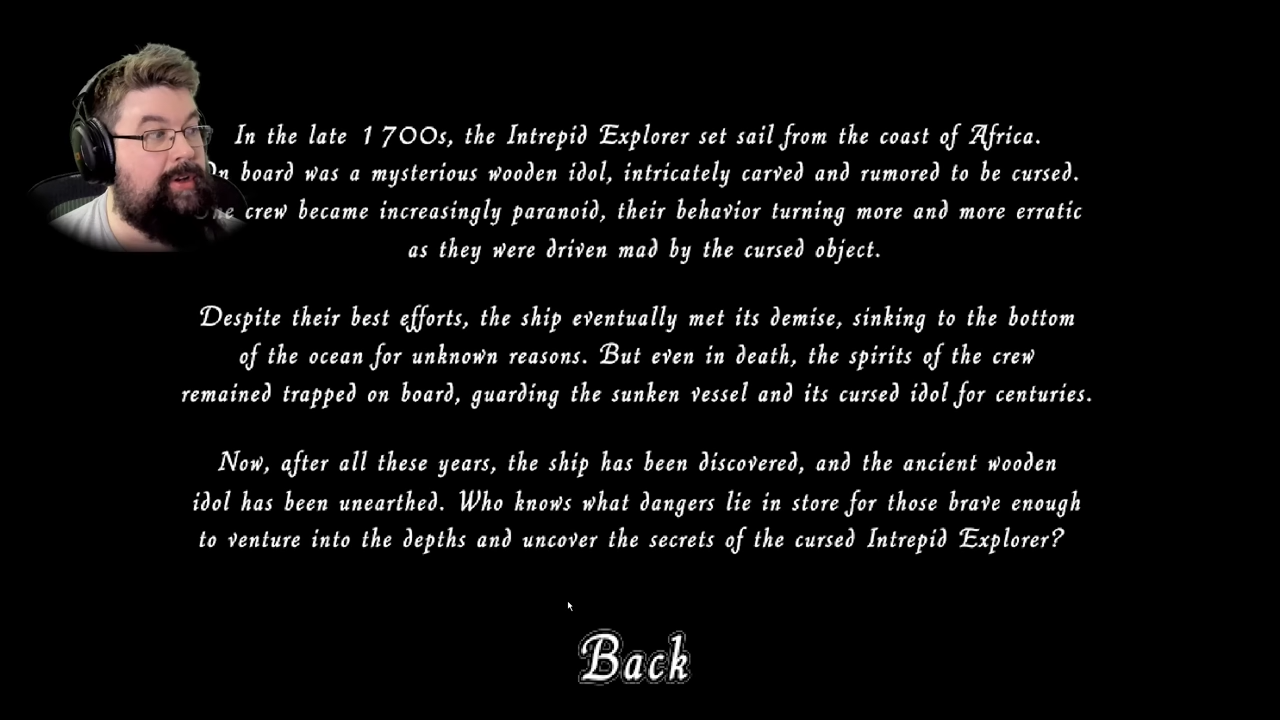 In the late 1700s, the Intrepid Explorer set sail from the coast of Africa.
On board was a mysterious wooden idol, intricately carved and rumored to be cursed.
The crew became increasingly paranoid, their behavior turning more and more erratic
as they were driven mad by the cursed object.
Despite their best efforts, the ship eventually met its demise, sinking to the bottom
of the ocean for unknown reasons. But even in death, the spirits of the crew
remained trapped on board, guarding the sunken vessel and its cursed idol for centuries.
Now, after all these years, the ship has been discovered, and the ancient wooden
idol has been unearthed. Who knows what dangers lie in store for those brave enough
to venture into the depths and uncover the secrets of the cursed Intrepid Explorer?
Back